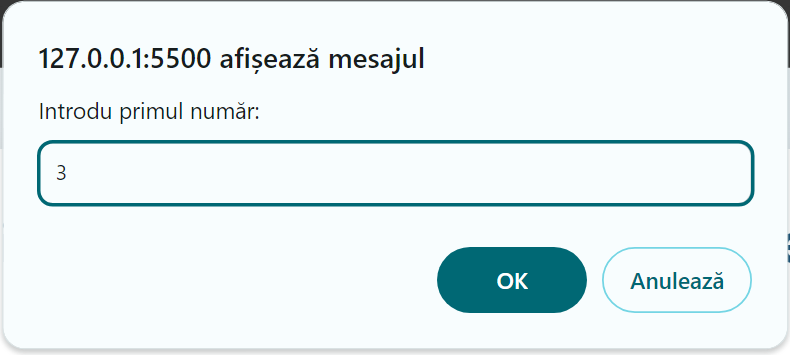 127.0.0.1:5500 afișează mesajul
Introdu primul număr:
3
OK
Anulează